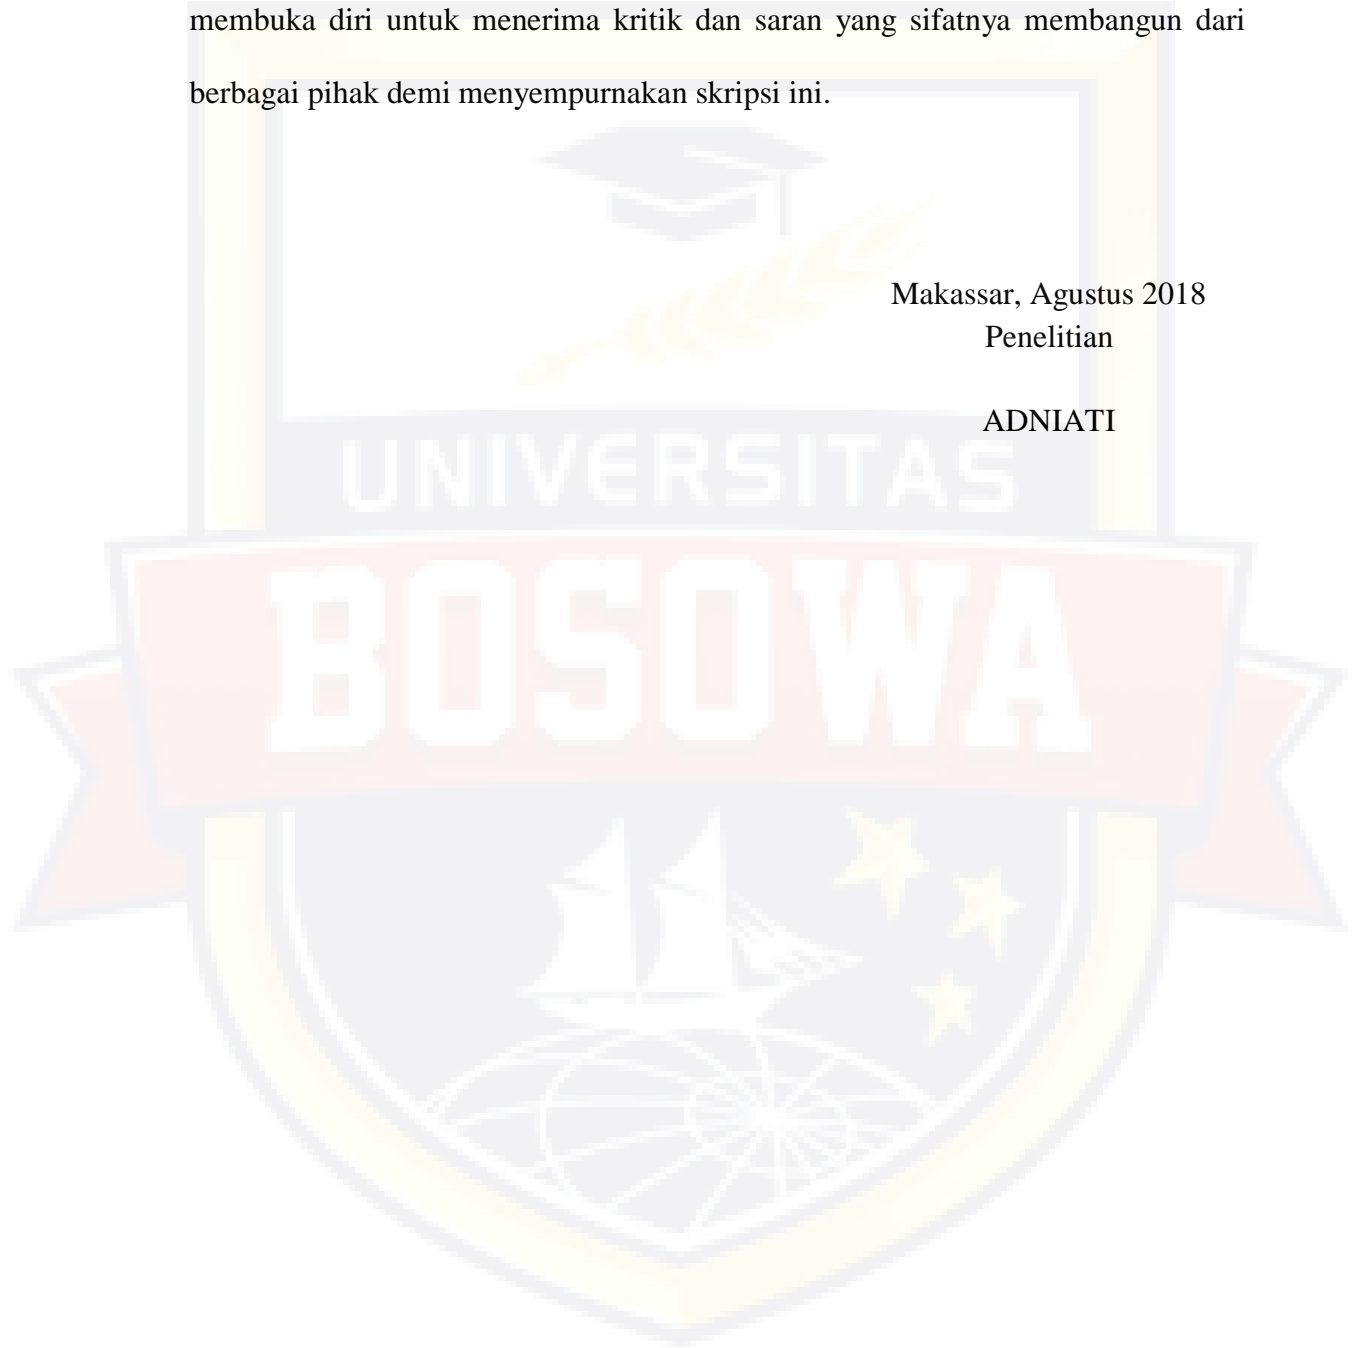 membuka diri untuk menerima kritik dan saran yang sifatnya membangun dari
berbagai pihak demi menyempurnakan skripsi ini.
Makassar, Agustus 2018
Penelitian
ADNIATI
UNIVERSITAS
BOSOWA